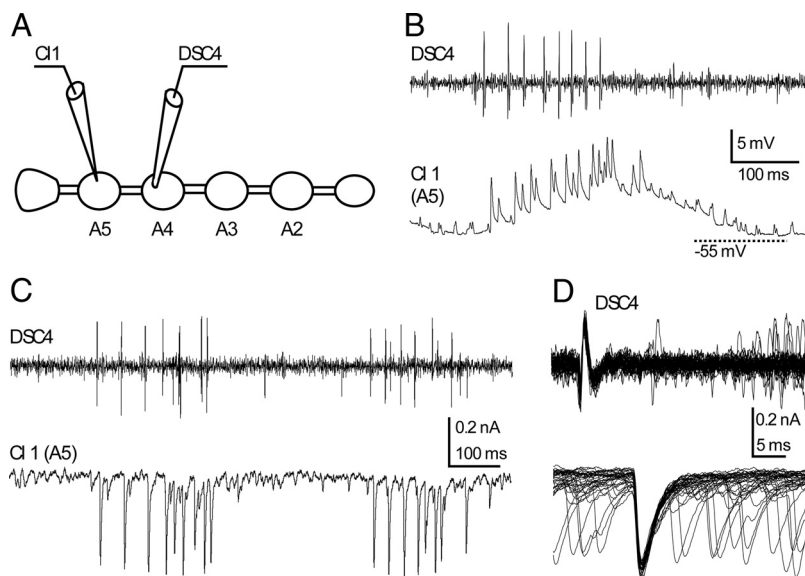 A
CI1
DSC4
A5
A4
A3
A2
B
DSC4
5 mV
100 ms
CI 1
(A5)
-55 mV
C
DSC4
0.2 nA
100 ms
CI 1 (A5)
D
DSC4
0.2 nA
5 ms